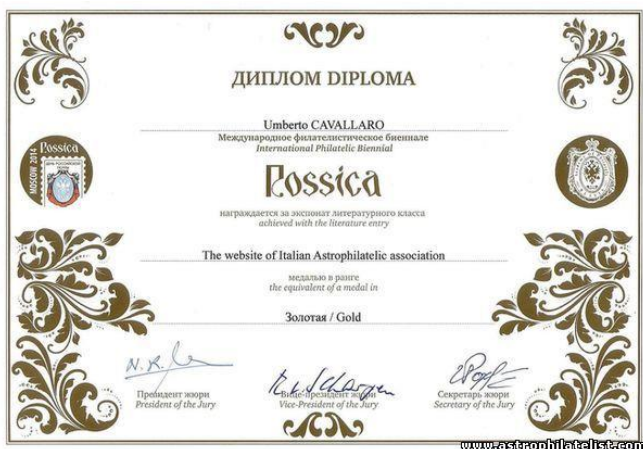 ДИПЛОМ DIPLOMA
Umberto CAVALLARO
Международное филателистическое биеннале
International Philatelic Biennial
Rossica
MOSCOW 2014
Rossica
награждается за экспонат литературного класса
achieved with the literature entry
The website of Italian Astrophilatelic association
медалью в ранге
the equivalent of a medal in
Золотая / Gold
Президент жюри
President of the Jury
Вице-президент жюри
Vice-President of the Jury
Секретарь жюри
Secretary of the Jury
www.astrophilatelist.com